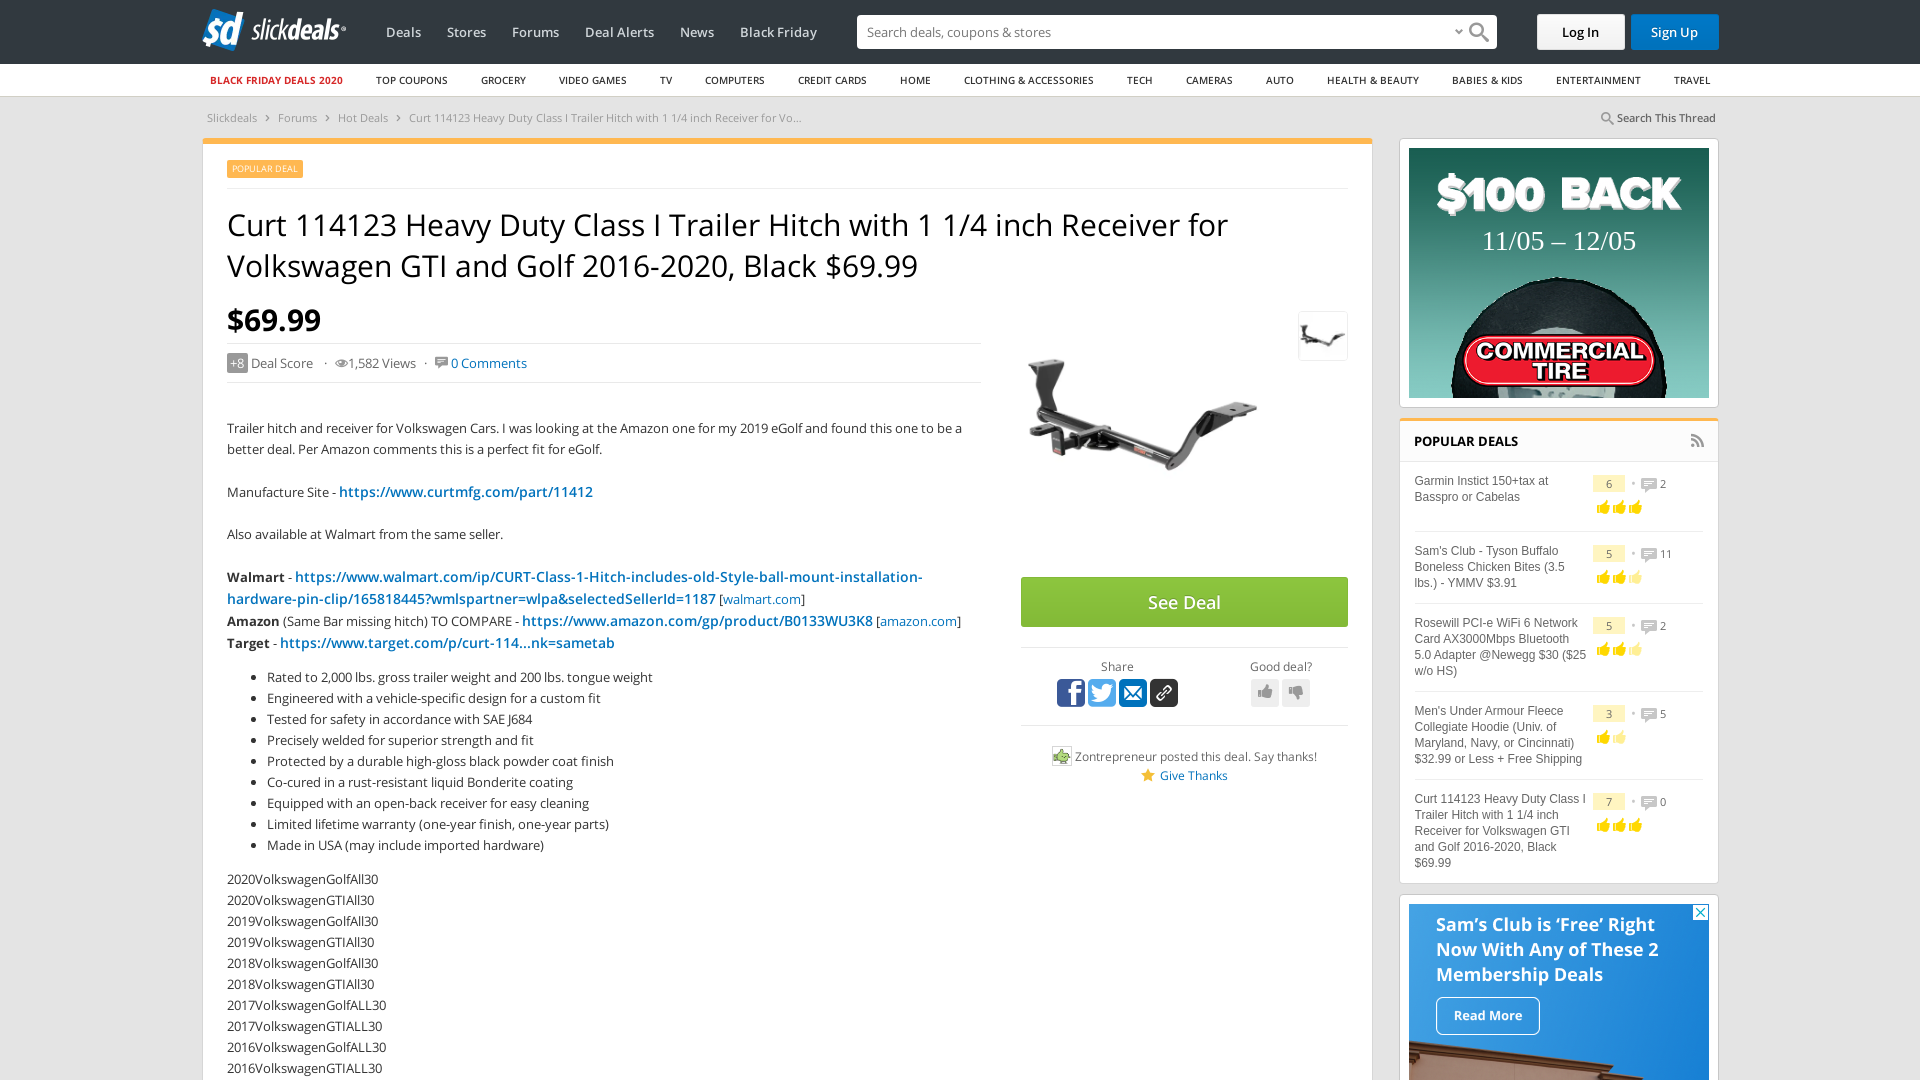 sd slickdeals
Deals Stores Forums Deal Alerts News Black Friday
Search deals, coupons & stores
Log In
Sign Up
BLACK FRIDAY DEALS 2020 TOP COUPONS GROCERY VIDEO GAMES TV COMPUTERS CREDIT CARDS HOME CLOTHING & ACCESSORIES TECH CAMERAS AUTO HEALTH & BEAUTY BABIES & KIDS ENTERTAINMENT TRAVEL
Slickdeals › Forums › Hot Deals › Curt 114123 Heavy Duty Class I Trailer Hitch with 1 1/4 inch Receiver for Vo...
Search This Thread
POPULAR DEAL
Curt 114123 Heavy Duty Class I Trailer Hitch with 1 1/4 inch Receiver for
Volkswagen GTI and Golf 2016-2020, Black $69.99
$69.99
+8 Deal Score · 1,582 Views · 0 Comments
Trailer hitch and receiver for Volkswagen Cars. I was looking at the Amazon one for my 2019 eGolf and found this one to be a
better deal. Per Amazon comments this is a perfect fit for eGolf.
Manufacture Site - https://www.curtmfg.com/part/11412
Also available at Walmart from the same seller.
Walmart - https://www.walmart.com/ip/CURT-Class-1-Hitch-includes-old-Style-ball-mount-installation-
hardware-pin-clip/165818445?wmlspartner=wlpa&selectedSellerId=1187 [walmart.com]
Amazon (Same Bar missing hitch) TO COMPARE - https://www.amazon.com/gp/product/B0133WU3K8 [amazon.com]
Target - https://www.target.com/p/curt-114...nk=sametab
• Rated to 2,000 lbs. gross trailer weight and 200 lbs. tongue weight
• Engineered with a vehicle-specific design for a custom fit
• Tested for safety in accordance with SAE J684
• Precisely welded for superior strength and fit
• Protected by a durable high-gloss black powder coat finish
• Co-cured in a rust-resistant liquid Bonderite coating
• Equipped with an open-back receiver for easy cleaning
• Limited lifetime warranty (one-year finish, one-year parts)
• Made in USA (may include imported hardware)
2020VolkswagenGolfAll30
2020VolkswagenGTIAll30
2019VolkswagenGolfAll30
2019VolkswagenGTIAll30
2018VolkswagenGolfAll30
2018VolkswagenGTIAll30
2017VolkswagenGolfALL30
2017VolkswagenGTIALL30
2016VolkswagenGolfALL30
2016VolkswagenGTIALL30
See Deal
Share
Good deal?
Zontrepreneur posted this deal. Say thanks!
Give Thanks
$100 BACK
11/05 – 12/05
COMMERCIAL
TIRE
POPULAR DEALS
Garmin Instict 150+tax at
Basspro or Cabelas
6 • 2
Sam's Club - Tyson Buffalo
Boneless Chicken Bites (3.5
lbs.) - YMMV $3.91
5 • 11
Rosewill PCI-e WiFi 6 Network
Card AX3000Mbps Bluetooth
5.0 Adapter @Newegg $30 ($25
w/o HS)
5 • 2
Men's Under Armour Fleece
Collegiate Hoodie (Univ. of
Maryland, Navy, or Cincinnati)
$32.99 or Less + Free Shipping
3 • 5
Curt 114123 Heavy Duty Class I
Trailer Hitch with 1 1/4 inch
Receiver for Volkswagen GTI
and Golf 2016-2020, Black
$69.99
7 • 0
Sam's Club is 'Free' Right
Now With Any of These 2
Membership Deals
Read More